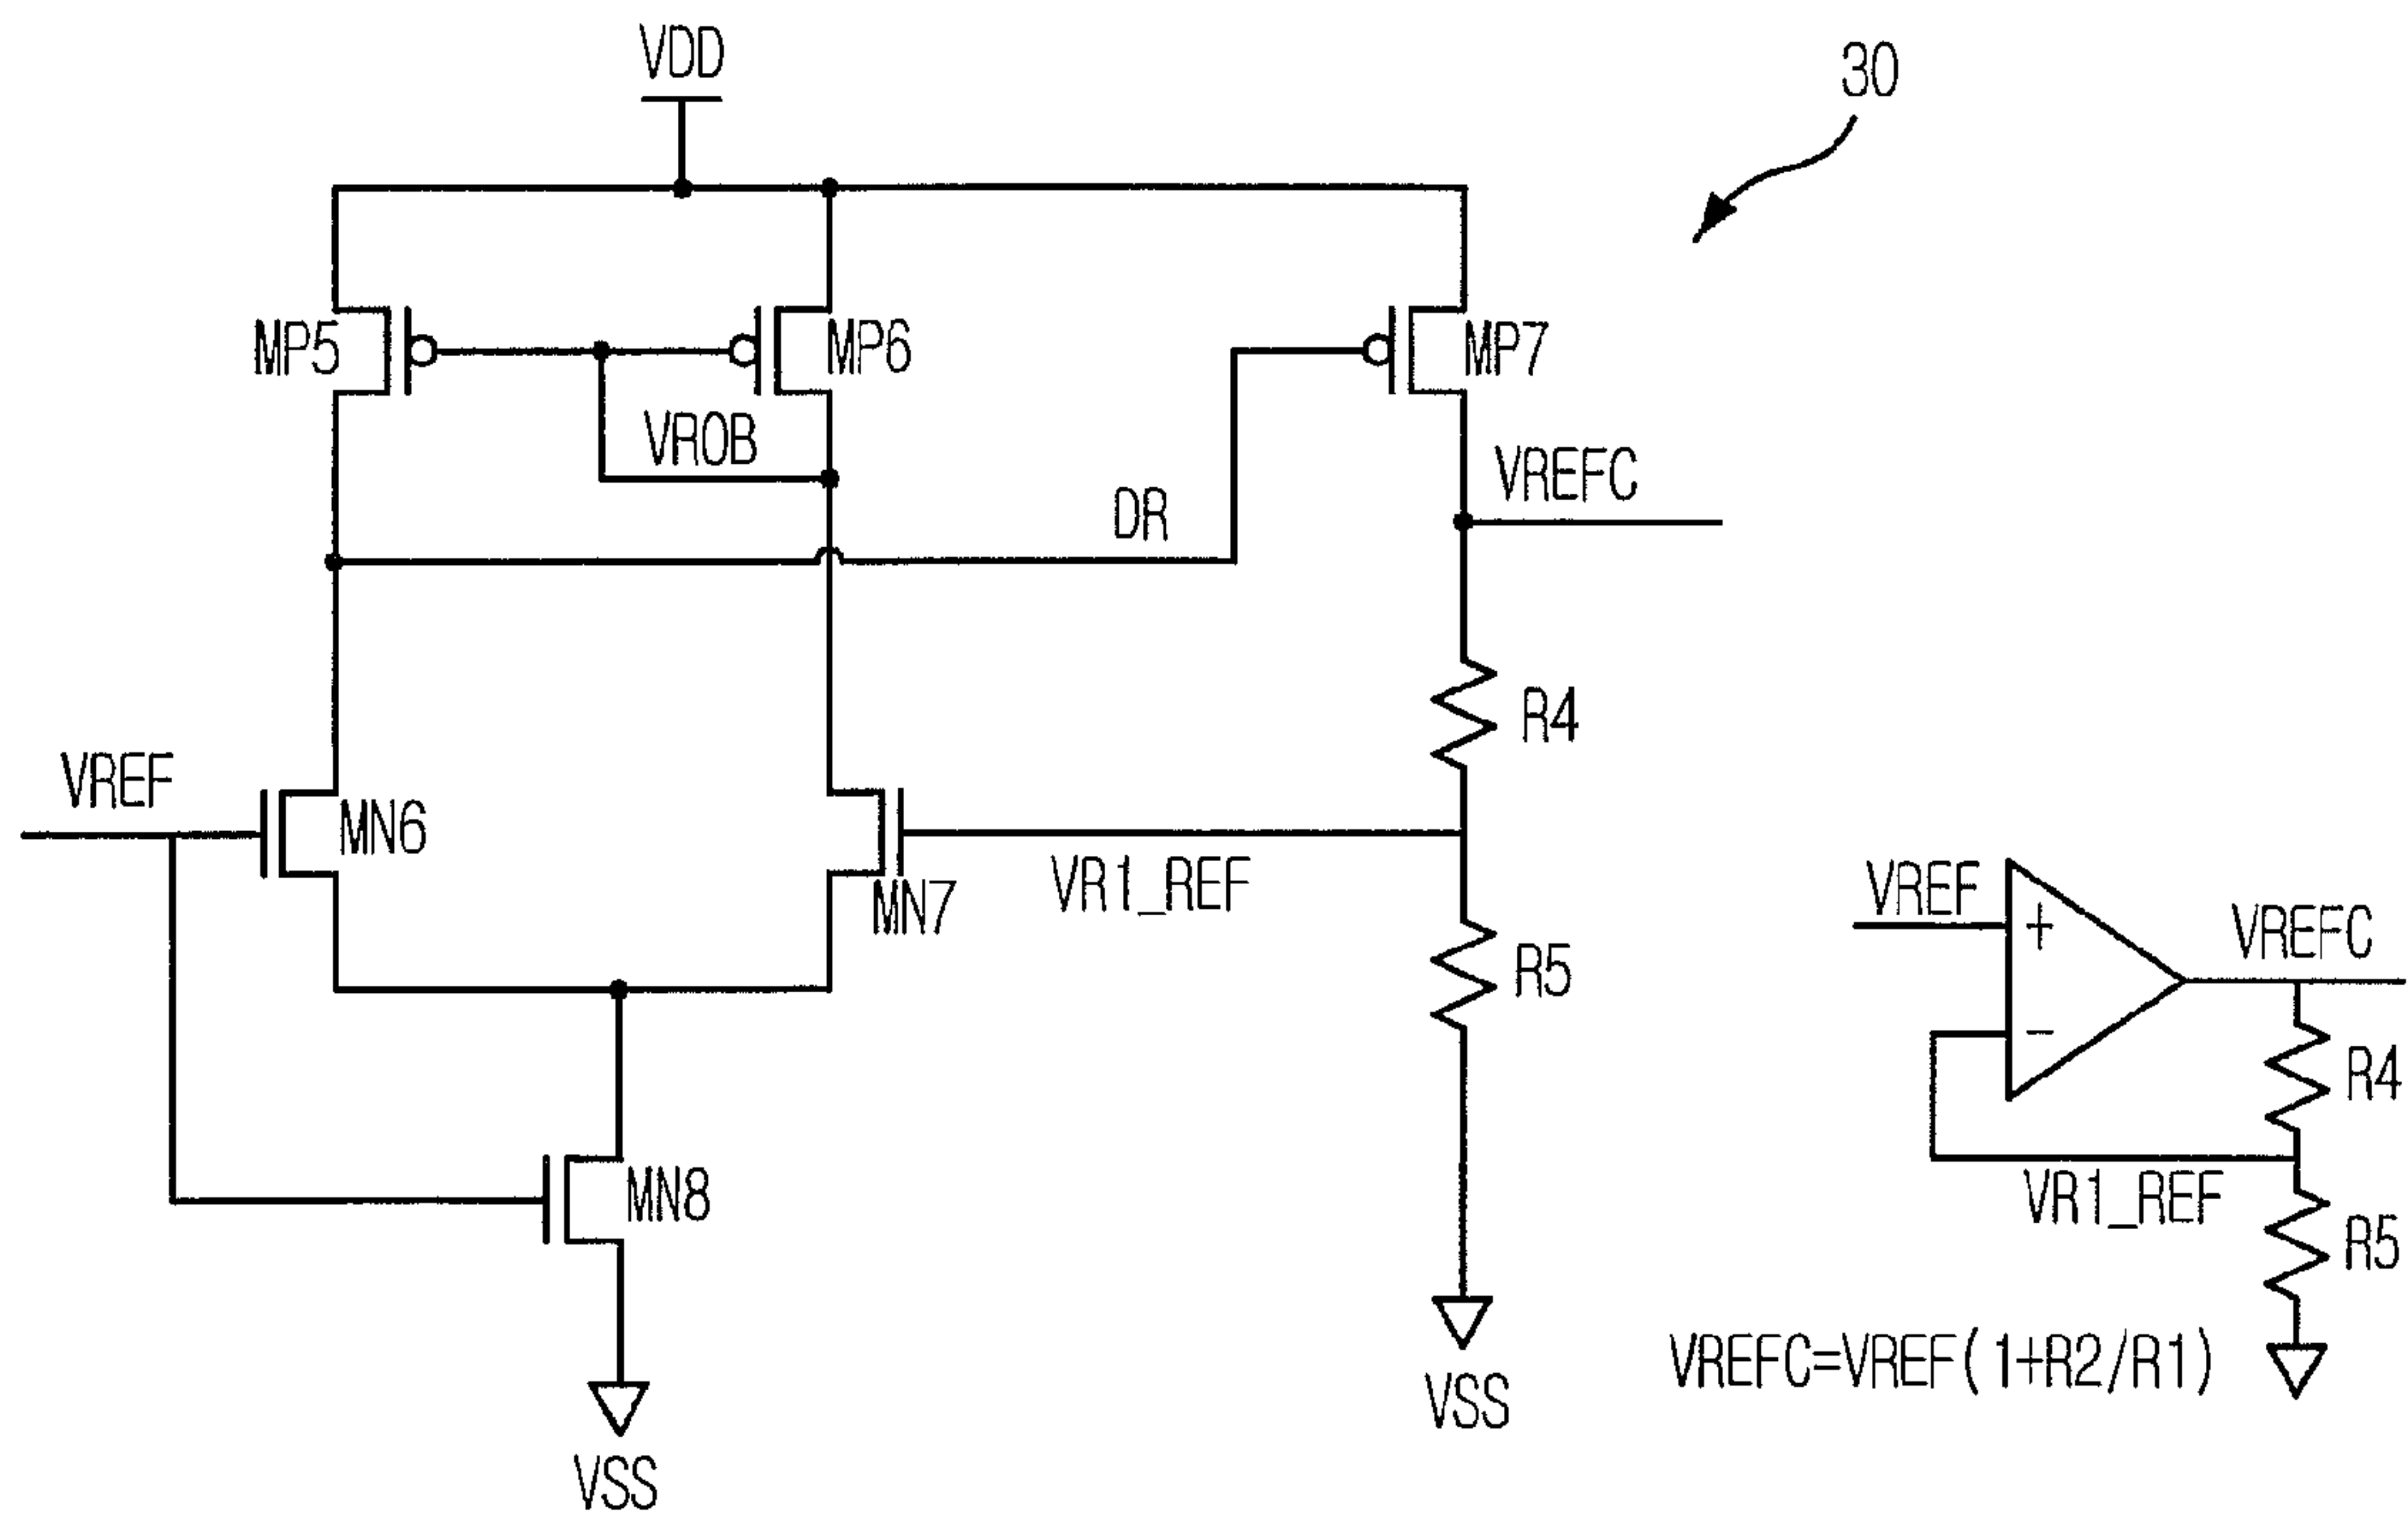 VDD
30
MP5
MP6
MP7
VROB
VREFC
DR
R4
VREF
MN6
VR1_REF
MN7
VREF
+
VREFC
R5
-
R4
MN8
VR1_REF
R5
VREFC=VREF(1+R2/R1)
VSS
VSS